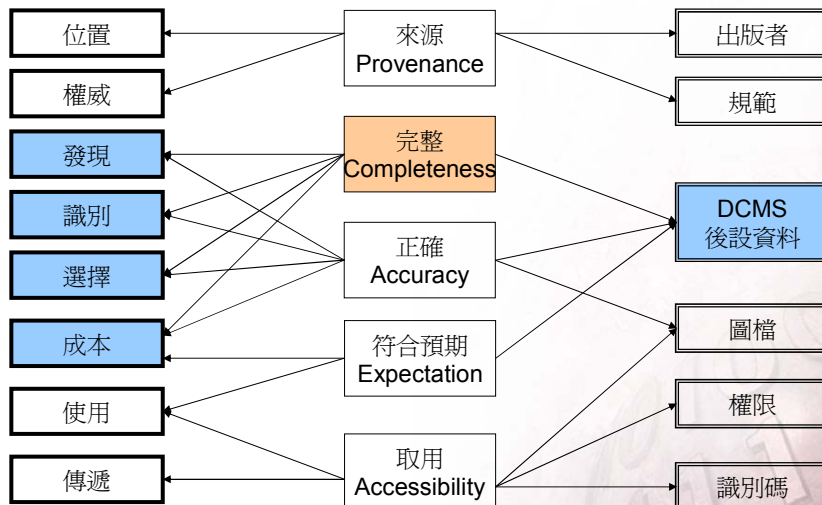 位置
權威
發現
識別
選擇
成本
使用
傳遞
來源
Provenance
完整
Completeness
正確
Accuracy
符合預期
Expectation
取用
Accessibility
出版者
規範
DCMS
後設資料
圖檔
權限
識別碼